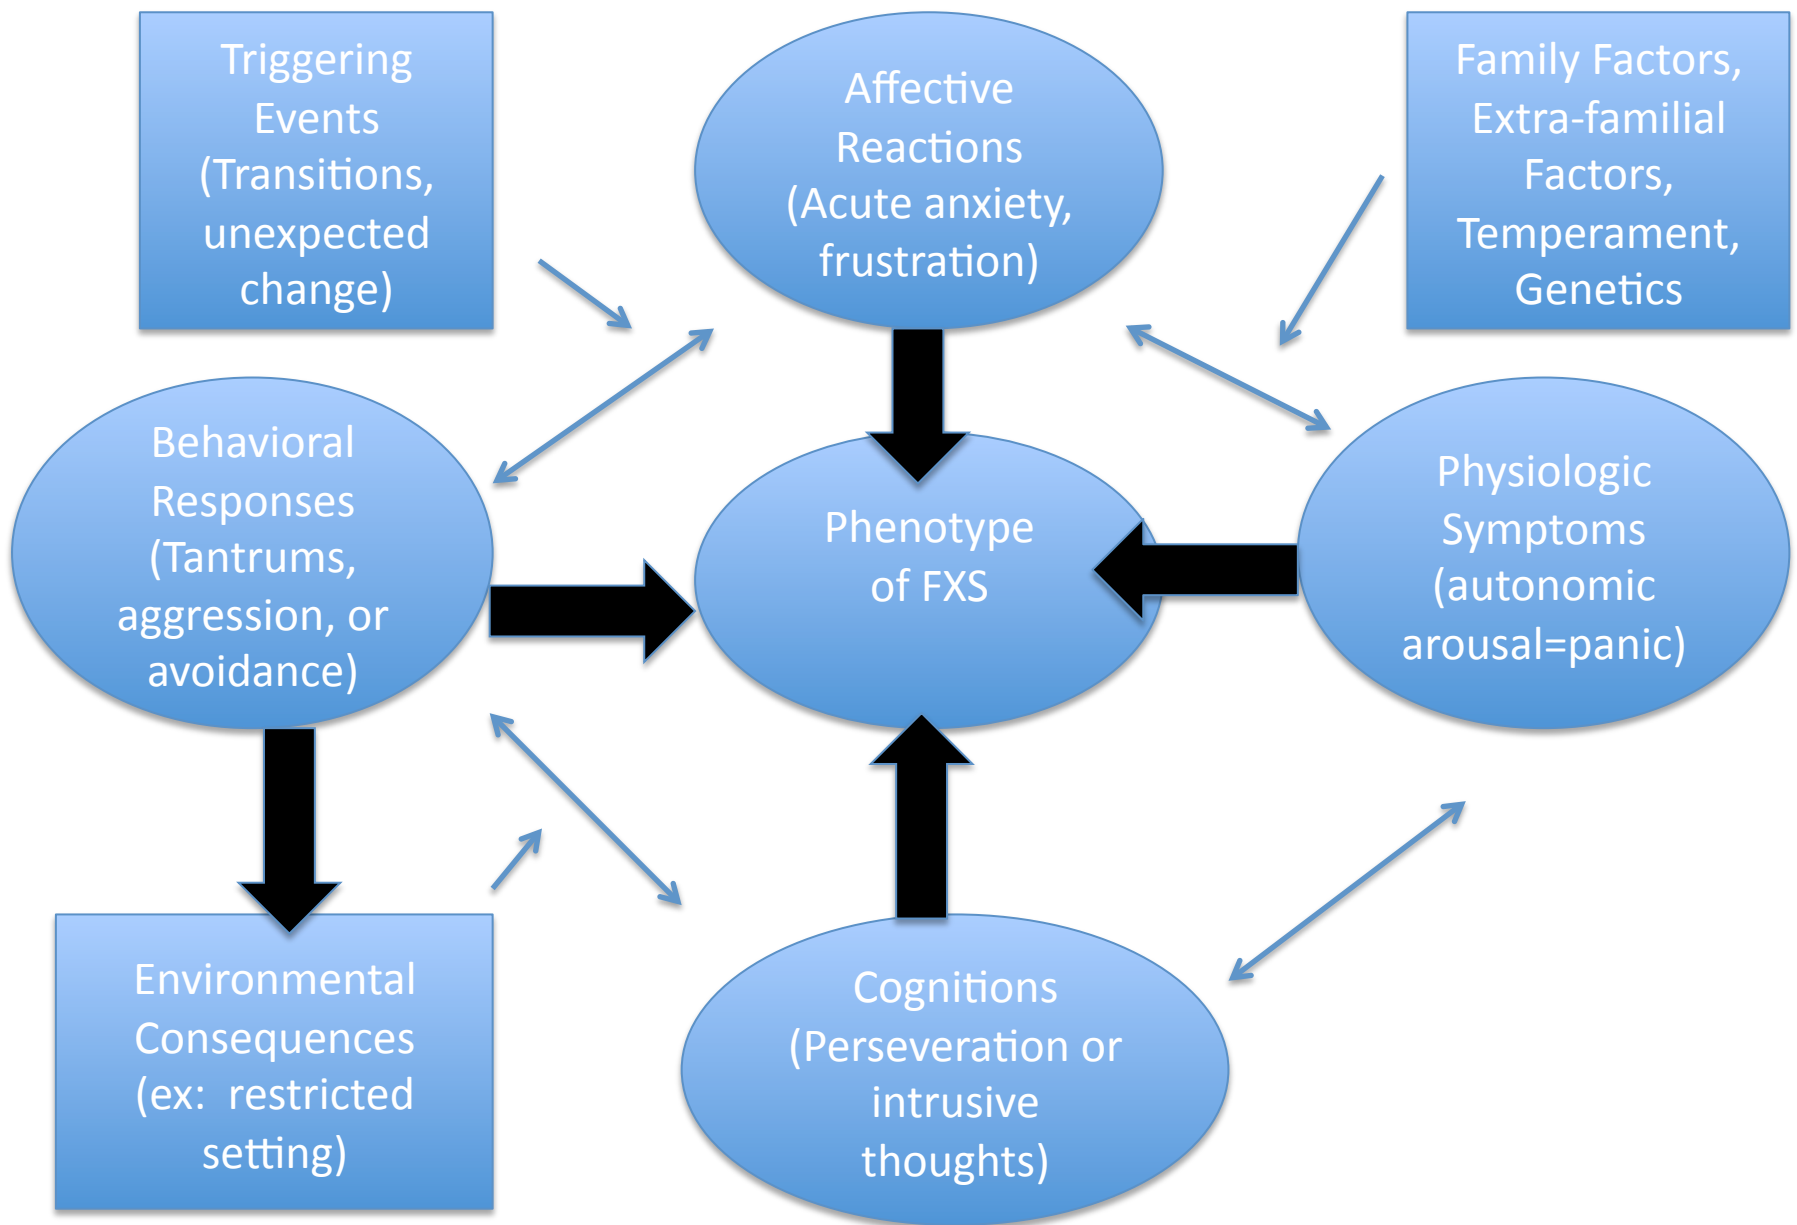 Triggering
Events
(Transitions,
unexpected
change)
Affective
Reactions
(Acute anxiety,
frustration)
Family Factors,
Extra-familial
Factors,
Temperament,
Genetics
Behavioral
Responses
(Tantrums,
aggression, or
avoidance)
Phenotype
of FXS
Physiologic
Symptoms
(autonomic
arousal=panic)
Environmental
Consequences
(ex:  restricted
setting)
Cognitions
(Perseveration or
intrusive
thoughts)